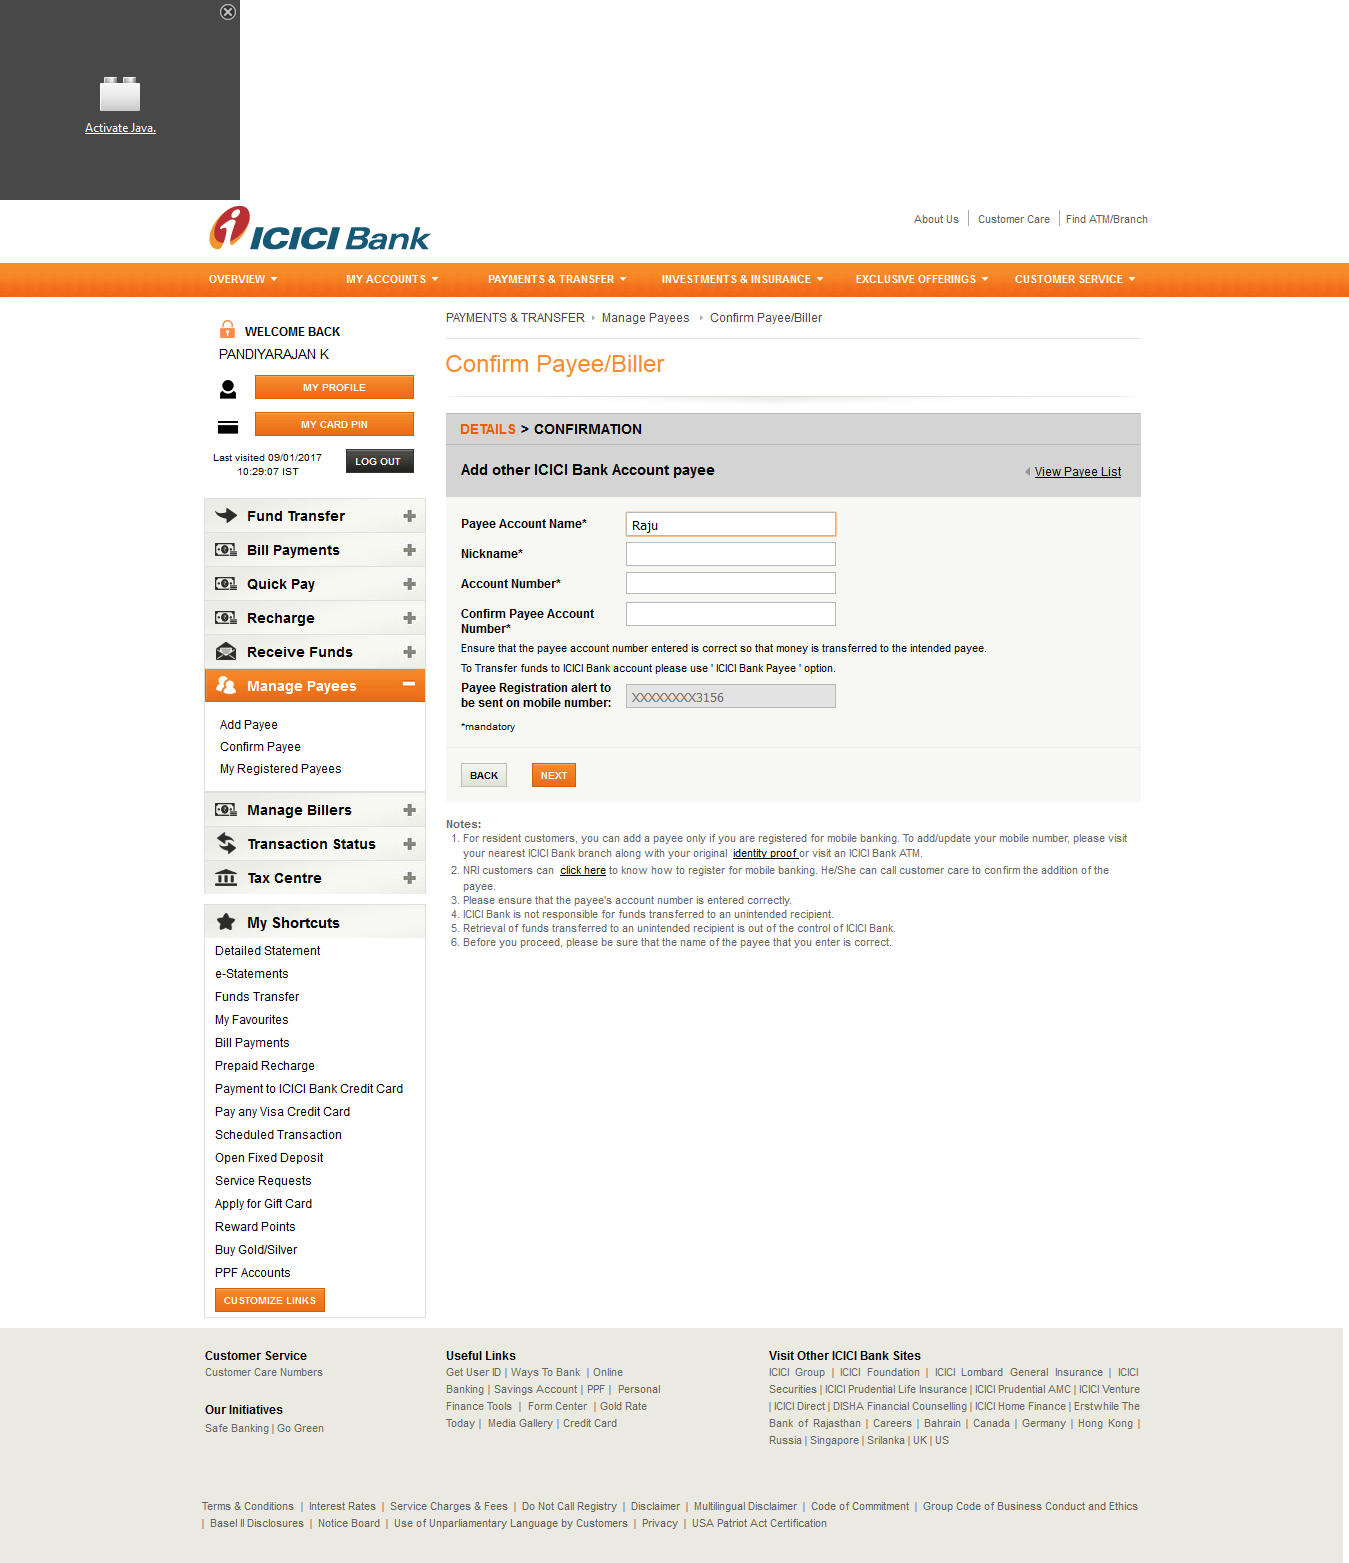 Activate Java.
ICICI Bank
About Us | Customer Care | Find ATM/Branch
OVERVIEW MY ACCOUNTS PAYMENTS & TRANSFER INVESTMENTS & INSURANCE EXCLUSIVE OFFERINGS CUSTOMER SERVICE
WELCOME BACK
PANDIYARAJAN K
MY PROFILE
MY CARD PIN
Last visited 09/01/2017
10:29:07 IST
LOG OUT
Fund Transfer
Bill Payments
Quick Pay
Recharge
Receive Funds
Manage Payees
Add Payee
Confirm Payee
My Registered Payees
Manage Billers
Transaction Status
Tax Centre
My Shortcuts
Detailed Statement
e-Statements
Funds Transfer
My Favourites
Bill Payments
Prepaid Recharge
Payment to ICICI Bank Credit Card
Pay any Visa Credit Card
Scheduled Transaction
Open Fixed Deposit
Service Requests
Apply for Gift Card
Reward Points
Buy Gold/Silver
PPF Accounts
CUSTOMIZE LINKS
PAYMENTS & TRANSFER Manage Payees Confirm Payee/Biller
Confirm Payee/Biller
DETAILS > CONFIRMATION
Add other ICICI Bank Account payee
View Payee List
Payee Account Name* Raju
Nickname*
Account Number*
Confirm Payee Account
Number*
Ensure that the payee account number entered is correct so that money is transferred to the intended payee.
To Transfer funds to ICICI Bank account please use ' ICICI Bank Payee ' option.
Payee Registration alert to
be sent on mobile number: XXXXXXXX3156
*mandatory
BACK NEXT
Notes:
1. For resident customers, you can add a payee only if you are registered for mobile banking. To add/update your mobile number, please visit
your nearest ICICI Bank branch along with your original identity proof or visit an ICICI Bank ATM.
2. NRI customers can click here to know how to register for mobile banking. He/She can call customer care to confirm the addition of the
payee.
3. Please ensure that the payee's account number is entered correctly.
4. ICICI Bank is not responsible for funds transferred to an unintended recipient.
5. Retrieval of funds transferred to an unintended recipient is out of the control of ICICI Bank.
6. Before you proceed, please be sure that the name of the payee that you enter is correct.
Customer Service
Customer Care Numbers
Our Initiatives
Safe Banking | Go Green
Useful Links
Get User ID | Ways To Bank | Online
Banking | Savings Account | PPF | Personal
Finance Tools | Form Center | Gold Rate
Today | Media Gallery | Credit Card
Visit Other ICICI Bank Sites
ICICI Group | ICICI Foundation | ICICI Lombard General Insurance | ICICI
Securities | ICICI Prudential Life Insurance | ICICI Prudential AMC | ICICI Venture
| ICICI Direct | DISHA Financial Counselling | ICICI Home Finance | Erstwhile The
Bank of Rajasthan | Careers | Bahrain | Canada | Germany | Hong Kong |
Russia | Singapore | Srilanka | UK | US
Terms & Conditions | Interest Rates | Service Charges & Fees | Do Not Call Registry | Disclaimer | Multilingual Disclaimer | Code of Commitment | Group Code of Business Conduct and Ethics
| Basel II Disclosures | Notice Board | Use of Unparliamentary Language by Customers | Privacy | USA Patriot Act Certification